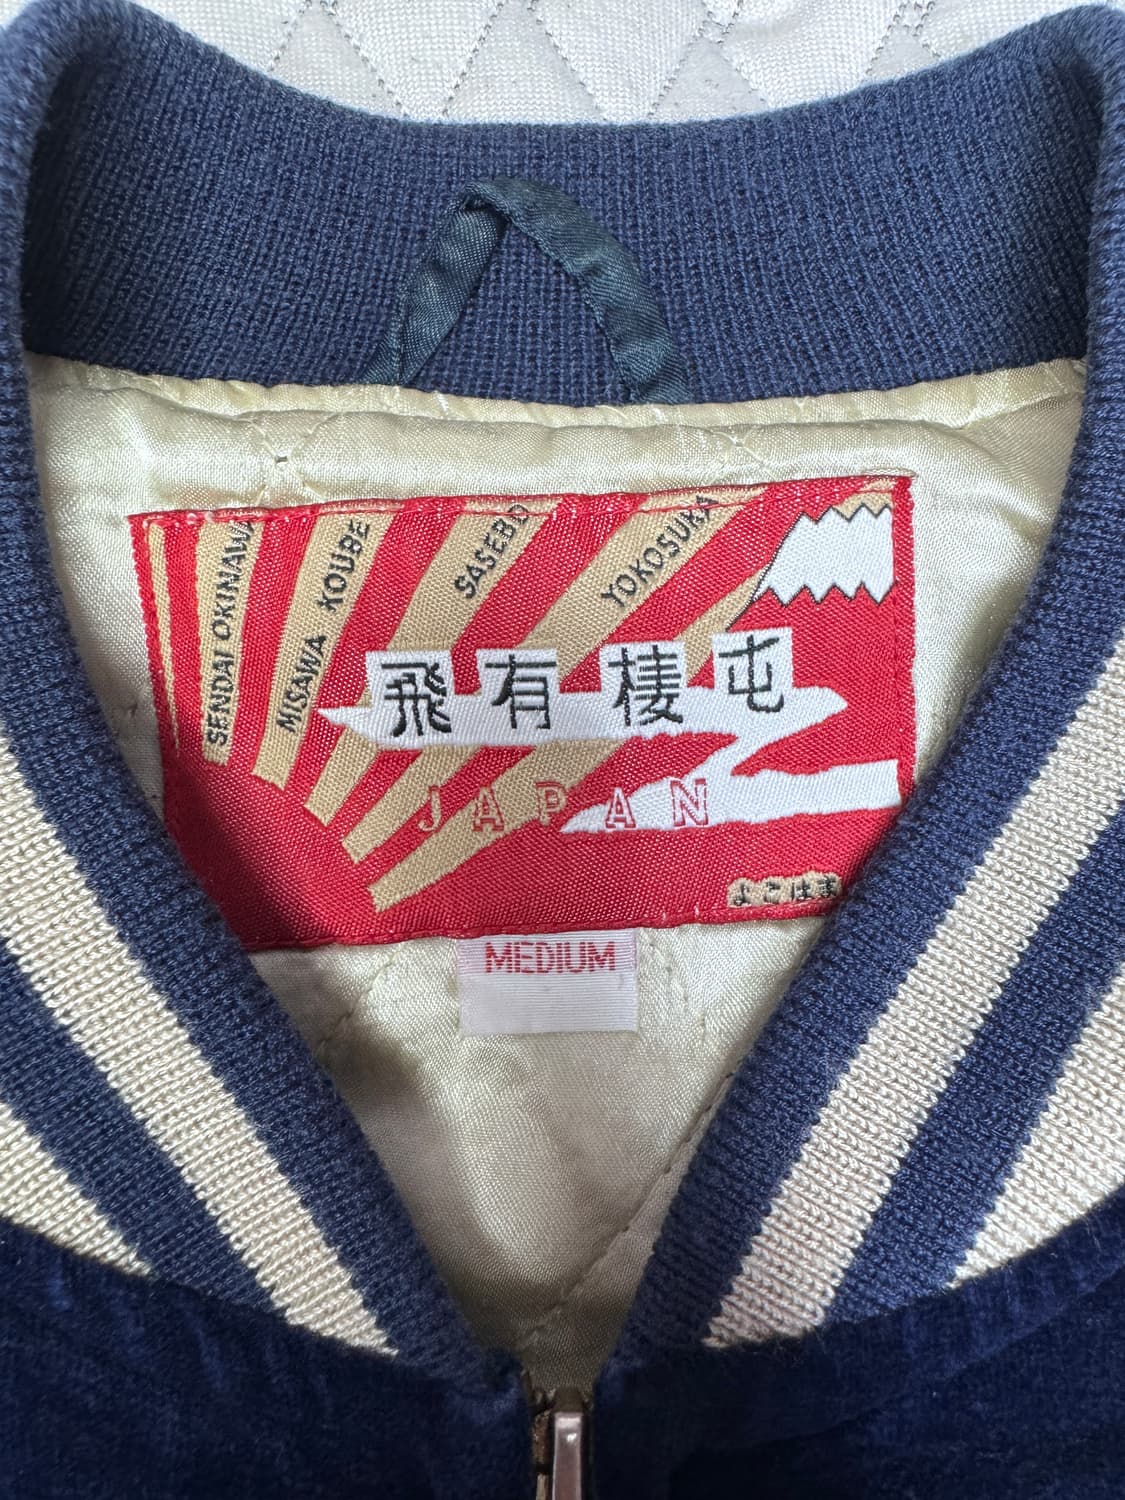 SENDAI OKINAWA
MISAWA KOUBE
SASEBO
YOKOSUKA
飛有棲屯
JAPAN
よこはま
MEDIUM